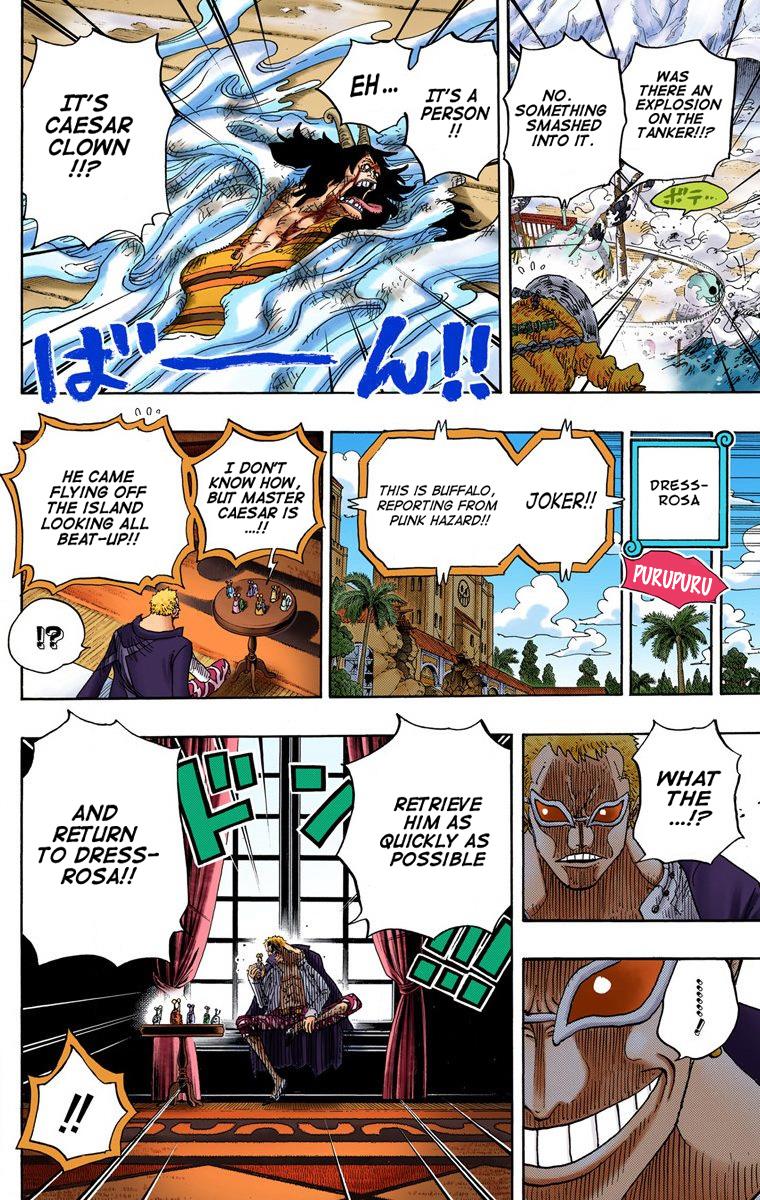 WAS
THERE AN
EXPLOSION
ON THE
TANKER!!?
NO.
SOMETHING
SMASHED
INTO IT.
ボテ...
IT'S A
PERSON
!!
EH...
IT'S
CAESAR
CLOWN
!!?
ばーん!!
DRESS-
ROSA
PURUPURU
JOKER!!
THIS IS BUFFALO,
REPORTING FROM
PUNK HAZARD!!
I DON'T
KNOW HOW,
BUT MASTER
CAESAR IS
...!!
HE CAME
FLYING OFF
THE ISLAND
LOOKING ALL
BEAT-UP!!
!?
WHAT
THE
...!?
......!
RETRIEVE
HIM AS
QUICKLY AS
POSSIBLE
AND
RETURN
TO DRESS-
ROSA!!
ドン!!!
!!